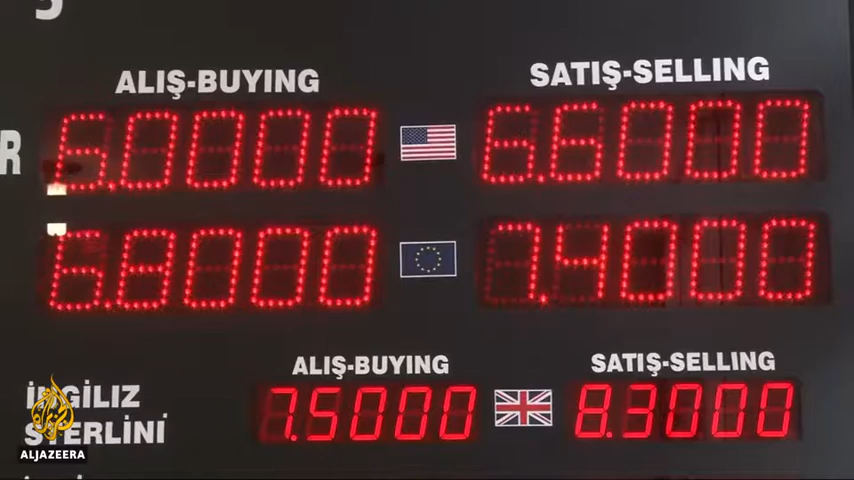 ALIŞ-BUYING SATIŞ-SELLING
R 6.0000 6.6000
6.8000 7.4000
ALIŞ-BUYING SATIŞ-SELLING
İNGİLİZ STERLİNİ 7.5000 8.3000
ALJAZEERA